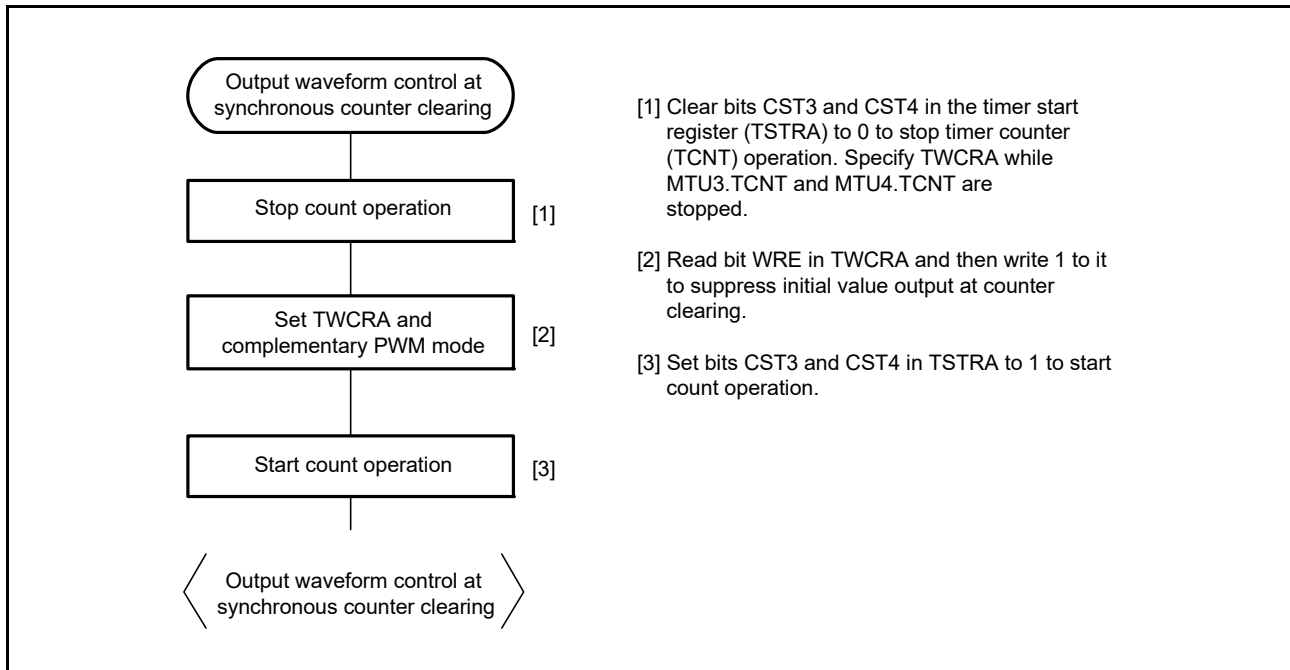 Output waveform control at
synchronous counter clearing
Stop count operation
[1]
Set TWCRA and
complementary PWM mode
[2]
Start count operation
[3]
Output waveform control at
synchronous counter clearing
[1] Clear bits CST3 and CST4 in the timer start
register (TSTRA) to 0 to stop timer counter
(TCNT) operation. Specify TWCRA while
MTU3.TCNT and MTU4.TCNT are
stopped.
[2] Read bit WRE in TWCRA and then write 1 to it
to suppress initial value output at counter
clearing.
[3] Set bits CST3 and CST4 in TSTRA to 1 to start
count operation.